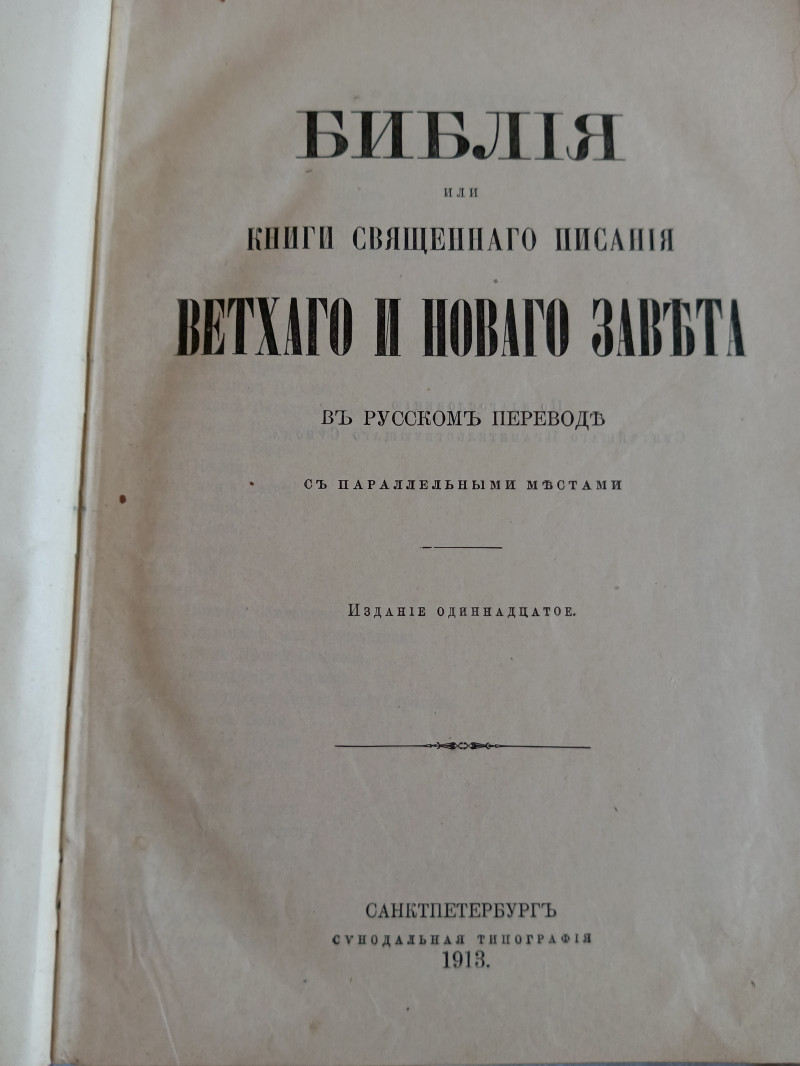 БИБЛІЯ
ИЛИ
КНИГИ СВЯЩЕННАГО ПИСАНІЯ
ВЕТХАГО И НОВАГО ЗАВѢТА
ВЪ РУССКОМЪ ПЕРЕВОДѢ
СЪ ПАРАЛЛЕЛЬНЫМИ МѢСТАМИ
Изданіе одиннадцатое.
САНКТПЕТЕРБУРГЪ
СѴНОДАЛЬНАЯ ТИПОГРАФІЯ
1913.